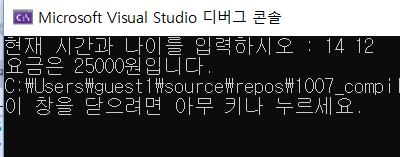 Microsoft Visual Studio 디버그 콘솔
현재 시간과 나이를 입력하시오 : 14 12
요금은 25000원입니다.
C:\Users\guest1\source\repos\1007_compil
이 창을 닫으려면 아무 키나 누르세요.